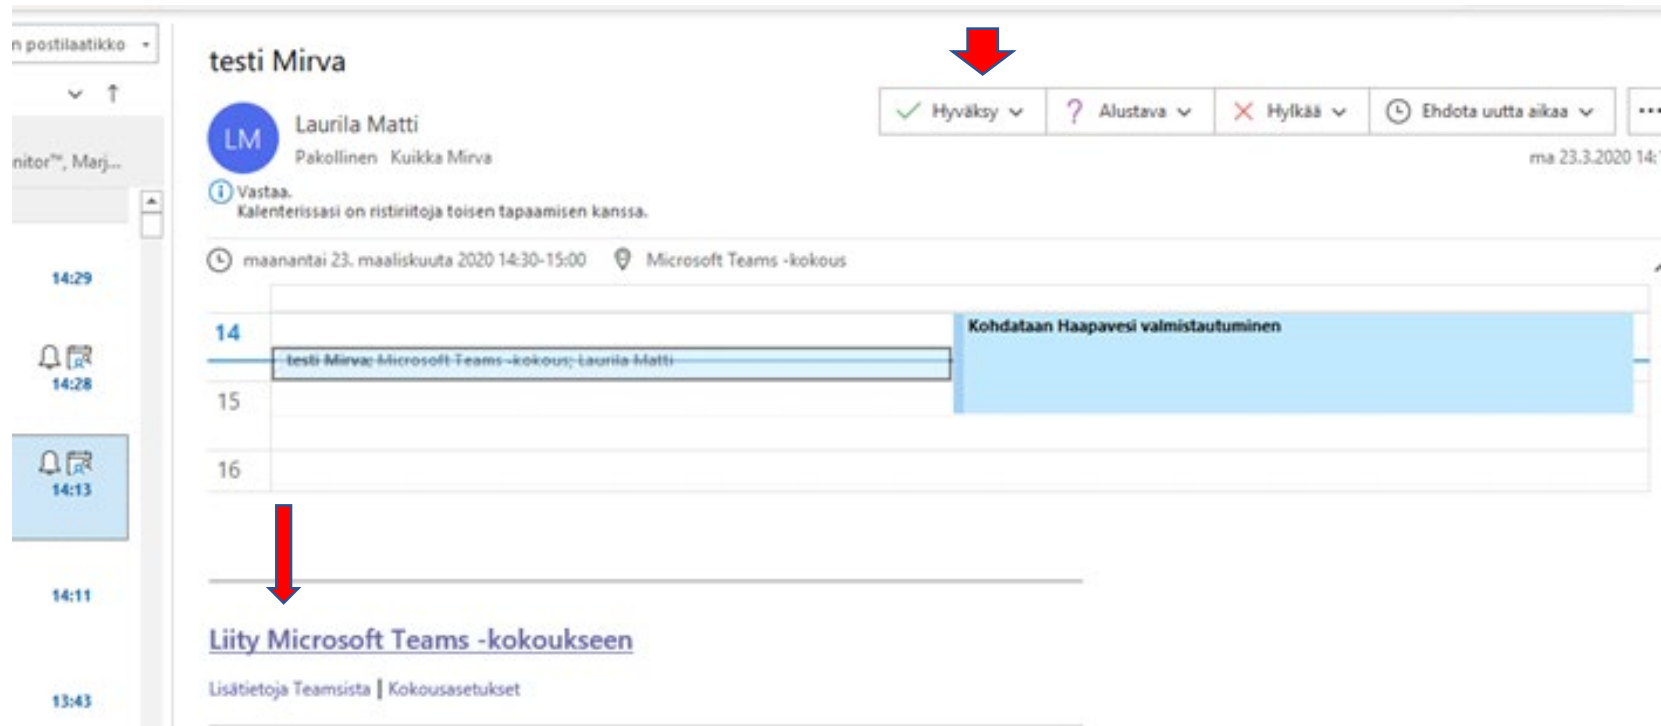 n postilaatikko
nitor™, Marj...
14:29
14:28
14:13
14:11
13:43
testi Mirva
LM
Laurila Matti
Pakollinen Kuikka Mirva
Hyväksy
? Alustava
Hylkää
Ehdota uutta aikaa
...
ma 23.3.2020 14:1
Vastaa.
Kalenterissasi on ristiriitoja toisen tapaamisen kanssa.
maanantai 23. maaliskuuta 2020 14:30-15:00 Microsoft Teams -kokous
14
Kohdataan Haapavesi valmistautuminen
testi Mirva; Microsoft Teams -kokous; Laurila Matti
15
16
Liity Microsoft Teams -kokoukseen
Lisätietoja Teamsista | Kokousasetukset